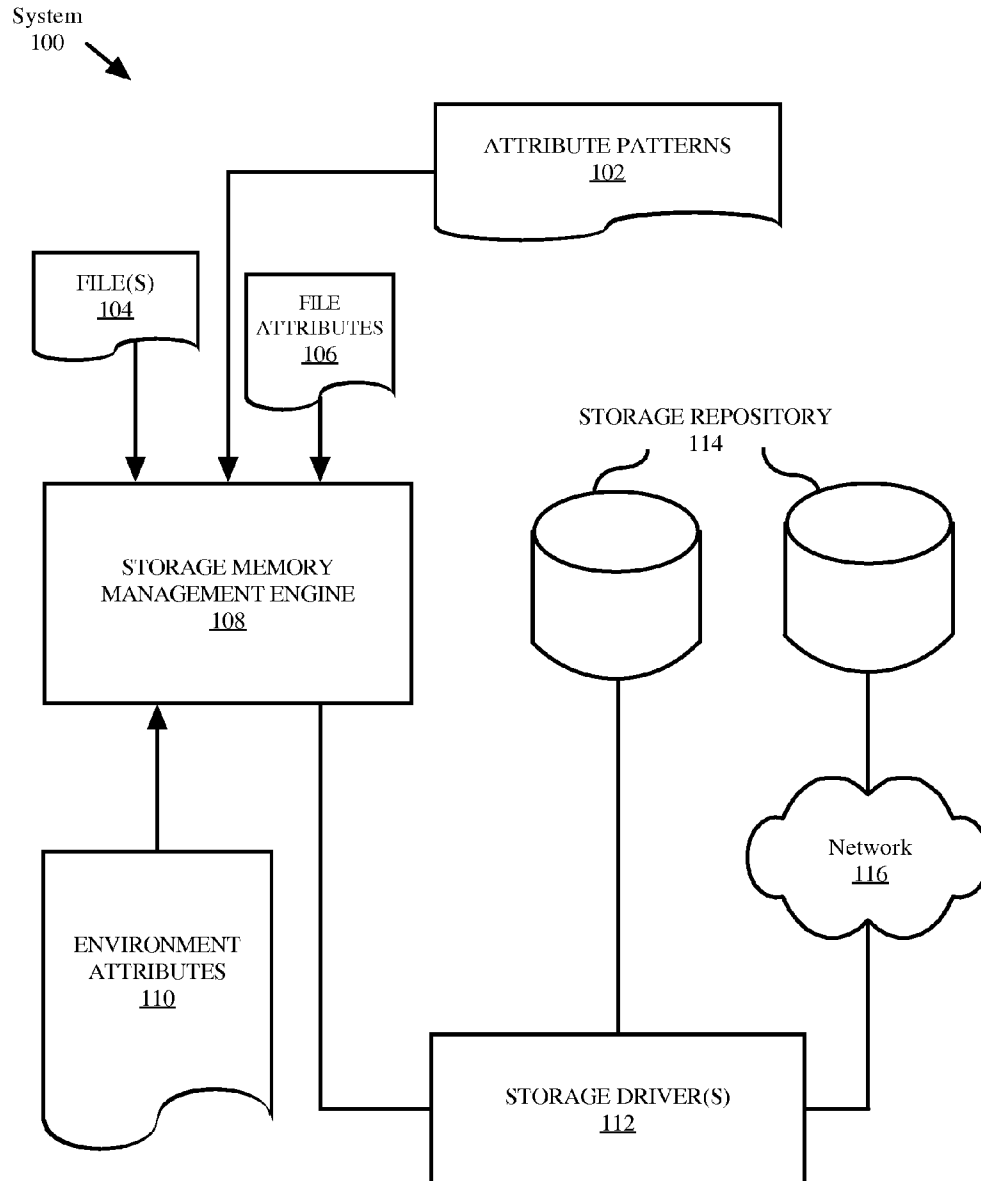 System
100
ATTRIBUTE PATTERNS
102
FILE(S)
104
FILE
ATTRIBUTES
106
STORAGE REPOSITORY
114
STORAGE MEMORY
MANAGEMENT ENGINE
108
Network
116
ENVIRONMENT
ATTRIBUTES
110
STORAGE DRIVER(S)
112